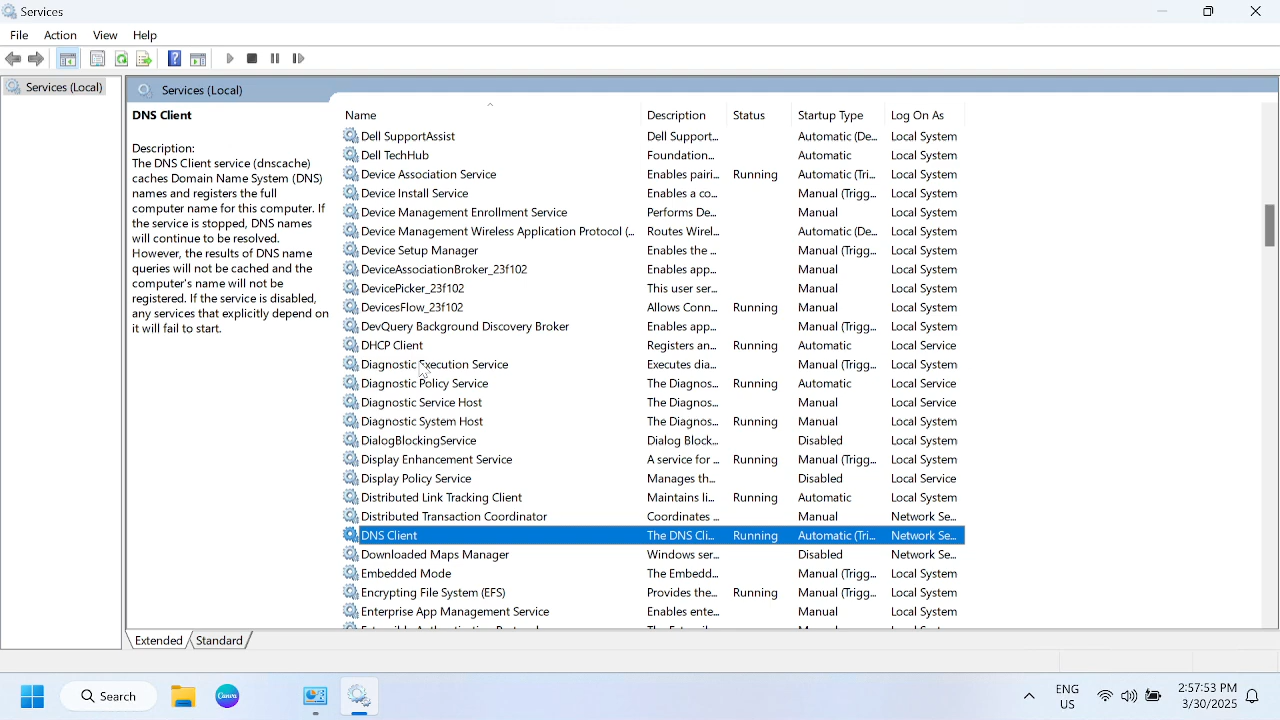 Services
File Action View Help
Services (Local)
Services (Local)
DNS Client
Description:
The DNS Client service (dnscache)
caches Domain Name System (DNS)
names and registers the full
computer name for this computer. If
the service is stopped, DNS names
will continue to be resolved.
However, the results of DNS name
queries will not be cached and the
computer's name will not be
registered. If the service is disabled,
any services that explicitly depend on
it will fail to start.
Name Description Status Startup Type Log On As
Dell SupportAssist Dell Support... Automatic (De... Local System
Dell TechHub Foundation... Automatic Local System
Device Association Service Enables pairi... Running Automatic (Tri... Local System
Device Install Service Enables a co... Manual (Trigg... Local System
Device Management Enrollment Service Performs De... Manual Local System
Device Management Wireless Application Protocol (... Routes Wirel... Automatic (De... Local System
Device Setup Manager Enables the ... Manual (Trigg... Local System
DeviceAssociationBroker_23f102 Enables app... Manual Local System
DevicePicker_23f102 This user ser... Manual Local System
DevicesFlow_23f102 Allows Conn... Running Manual Local System
DevQuery Background Discovery Broker Enables app... Manual (Trigg... Local System
DHCP Client Registers an... Running Automatic Local Service
Diagnostic Execution Service Executes dia... Manual (Trigg... Local System
Diagnostic Policy Service The Diagnos... Running Automatic Local Service
Diagnostic Service Host The Diagnos... Manual Local Service
Diagnostic System Host The Diagnos... Running Manual Local System
DialogBlockingService Dialog Block... Disabled Local System
Display Enhancement Service A service for ... Running Manual (Trigg... Local System
Display Policy Service Manages th... Disabled Local Service
Distributed Link Tracking Client Maintains li... Running Automatic Local System
Distributed Transaction Coordinator Coordinates ... Manual Network Se...
DNS Client The DNS Cli... Running Automatic (Tri... Network Se...
Downloaded Maps Manager Windows ser... Disabled Network Se...
Embedded Mode The Embedd... Manual (Trigg... Local System
Encrypting File System (EFS) Provides the... Running Manual (Trigg... Local System
Enterprise App Management Service Enables ente... Manual Local System
Extended Standard
Search Canva ENG 2:57:53 PM
US 3/30/2025